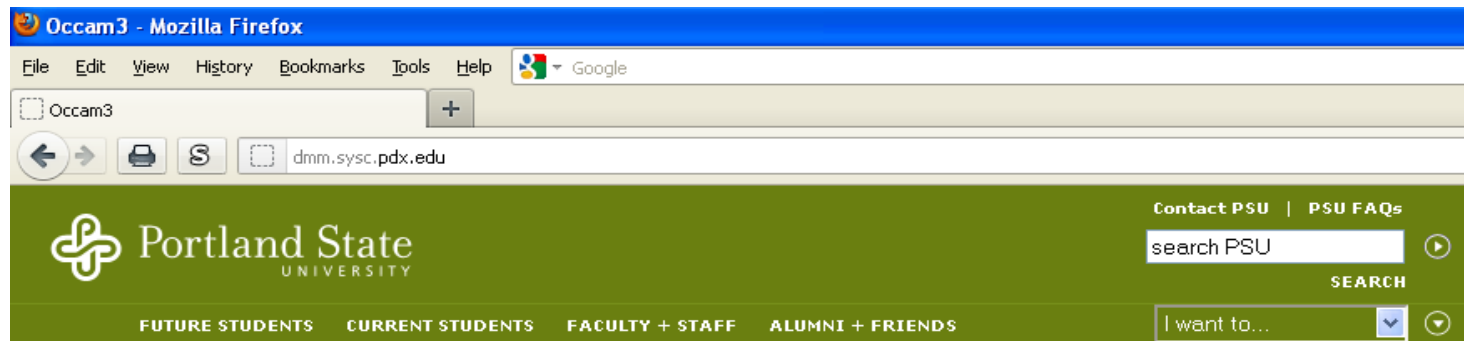 Occam3 - Mozilla Firefox
File Edit View History Bookmarks Tools Help Google
Occam3 +
S dmm.sysc.pdx.edu
Contact PSU | PSU FAQs
Portland State
UNIVERSITY
search PSU
SEARCH
FUTURE STUDENTS CURRENT STUDENTS FACULTY + STAFF ALUMNI + FRIENDS I want to...